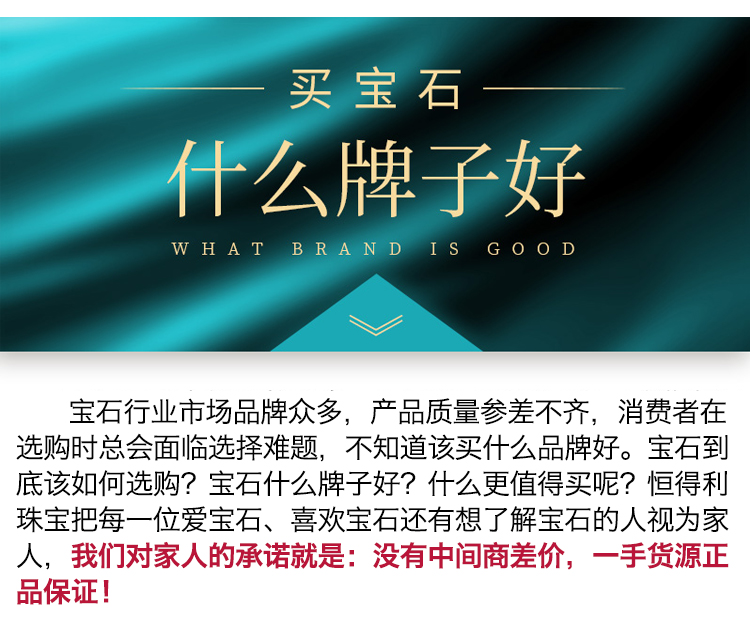 买宝石
什么牌子好
WHAT BRAND IS GOOD
宝石行业市场品牌众多，产品质量参差不齐，消费者在
选购时总会面临选择难题，不知道该买什么品牌好。宝石到
底该如何选购？宝石什么牌子好？什么更值得买呢？恒得利
珠宝把每一位爱宝石、喜欢宝石还有想了解宝石的人视为家
人，我们对家人的承诺就是：没有中间商差价，一手货源正
品保证！